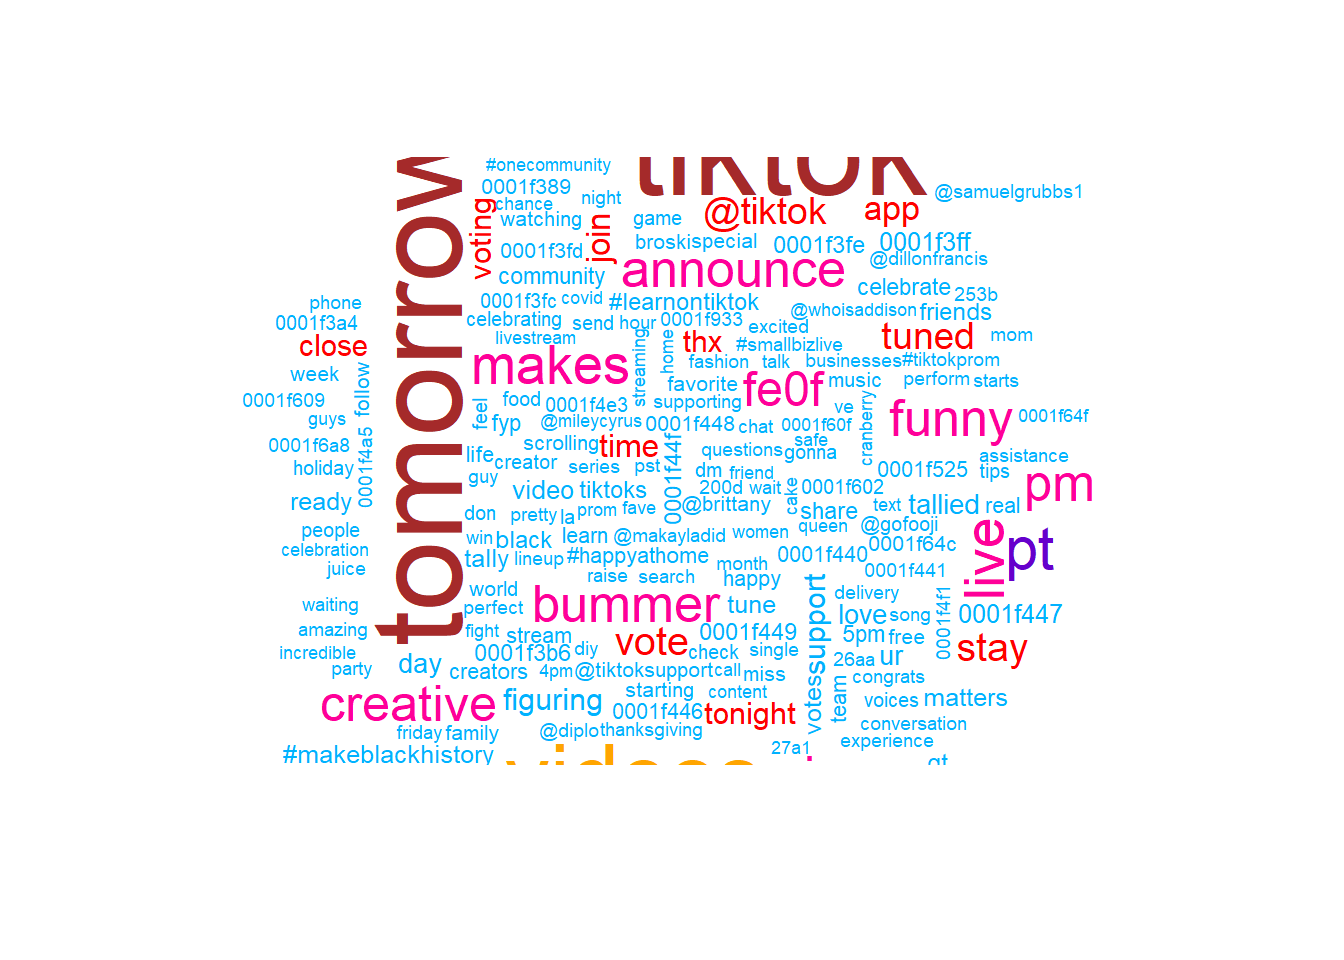 tiktok
#onecommunity
0001f389
chance
night
@samuelgrubbs1
tomorrow
voting
watching
join
game
@tiktok
app
0001f3fd
broskispecial
0001f3fe
0001f3ff
community
announce
@dillonfrancis
phone
0001f3fc
covid
#learnontiktok
celebrate
253b
0001f3a4
celebrating
send
hour
0001f933
@whoisaddison
friends
close
livestream
streaming
home
thx
excited
#smallbizlive
tuned
mom
week
follow
makes
fashion
talk
businesses
#tiktokprom
0001f609
favorite
fe0f
music
perform
starts
guys
feel
food
0001f4e3
supporting
ve
cranberry
funny
0001f64f
fyp
@mileycyrus
0001f448
chat
0001f60f
0001f6a8
0001f4a5
scrolling
time
0001f44f
questions
safe
gonna
holiday
life
creator
series
pst
dm
friend
0001f525
assistance
tips
guy
ready
video
tiktoks
200d
wait
cake
0001f602
pm
don
pretty
la
prom
fave
@brittany
share
text
tallied
real
people
win
black
learn
@makayladid
women
queen
@gofooji
celebration
tally
lineup
#happyathome
month
0001f440
0001f64c
live
pt
juice
raise
search
happy
0001f441
waiting
world
perfect
bummer
tune
support
delivery
love
song
0001f4f1
0001f447
amazing
fight
stream
vote
0001f449
5pm
free
incredible
0001f3b6
diy
check
single
26aa
ur
stay
party
day
creators
4pm
@tiktoksupport
call
miss
votes
team
congrats
creative
figuring
starting
content
voices
matters
0001f446
tonight
conversation
friday
family
@diplo
thanksgiving
experience
#makeblackhistory
videos
27a1